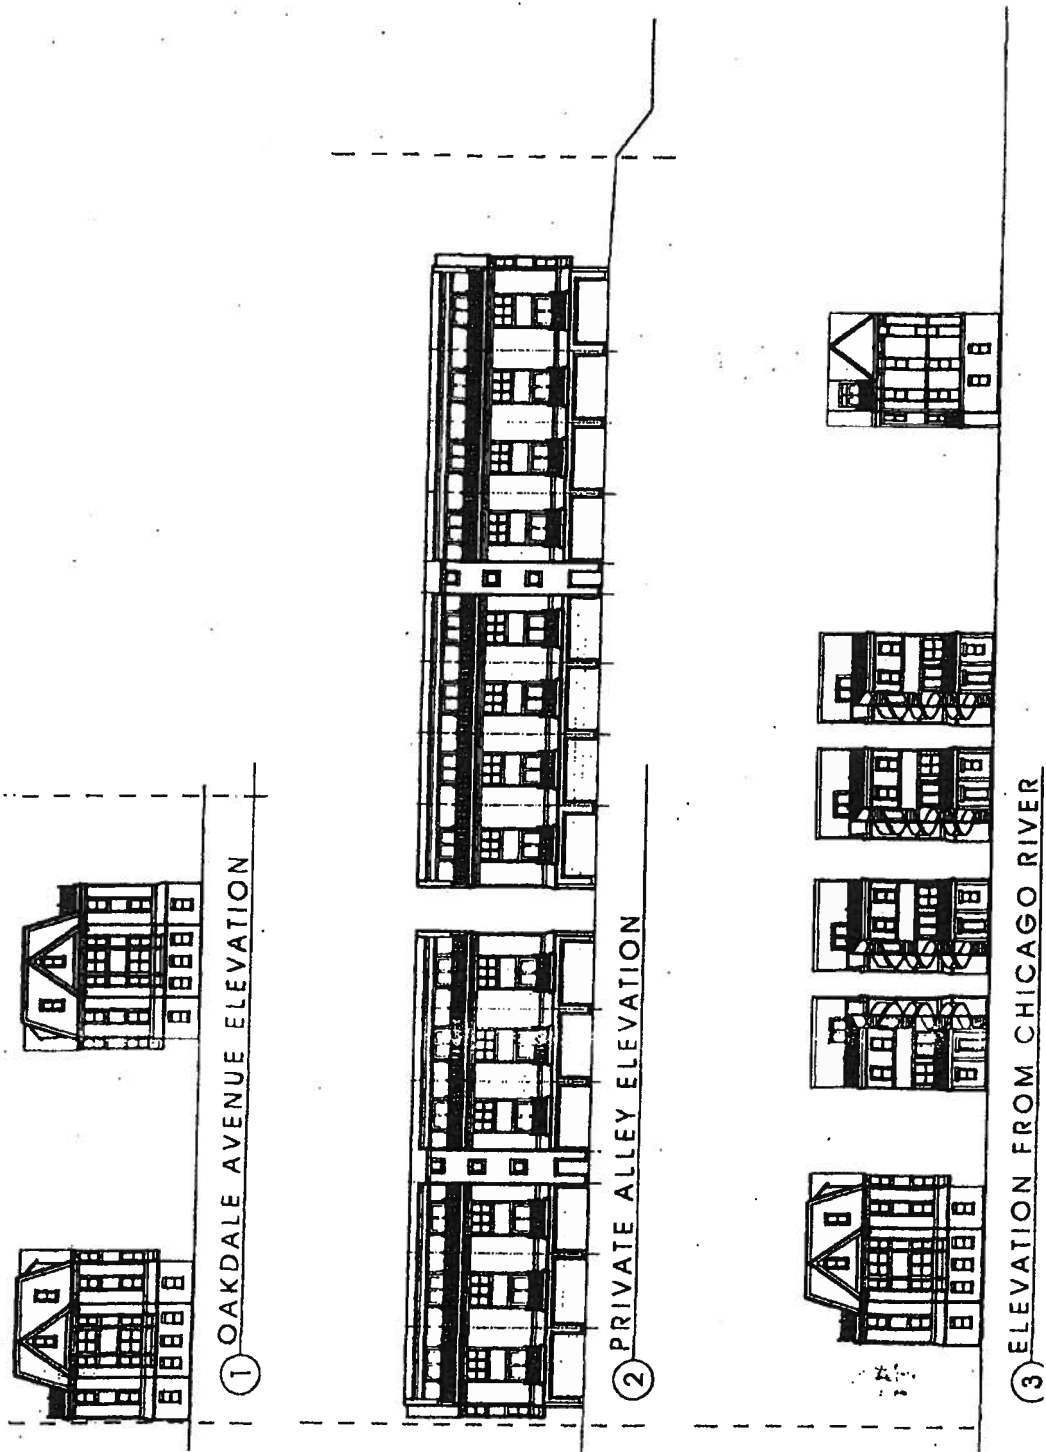 1 OAKDALE AVENUE ELEVATION
2 PRIVATE ALLEY ELEVATION
3 ELEVATION FROM CHICAGO RIVER